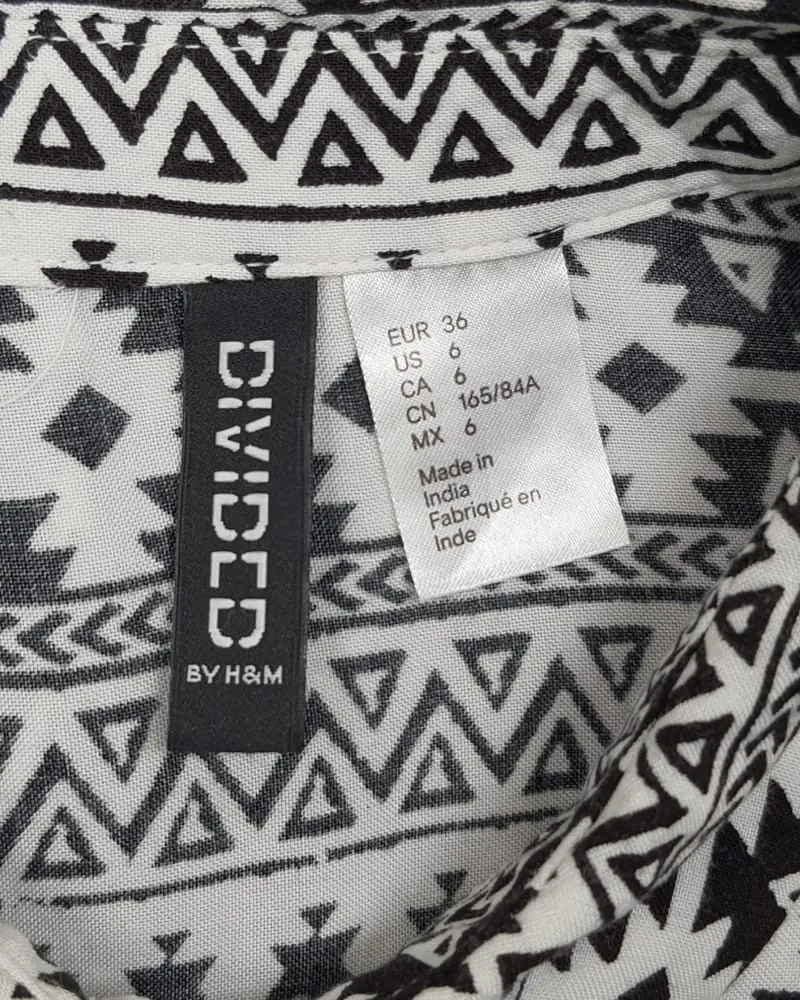 DIVIDED
BY H&M
EUR 36
US 6
CA 6
CN 165/84A
MX 6
Made in
India
Fabriqué en
Inde